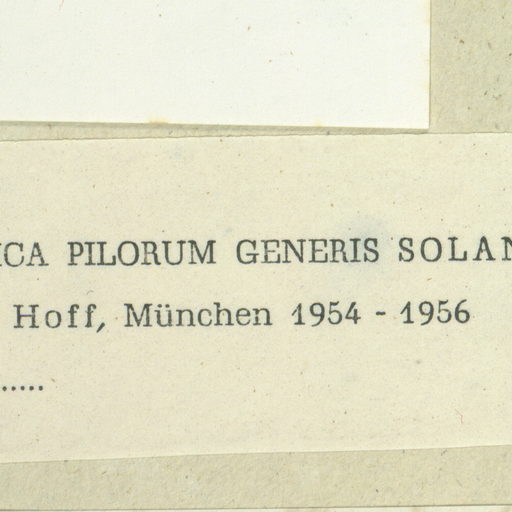 ICA PILORUM GENERIS SOLAN
Hoff, München 1954 - 1956
......